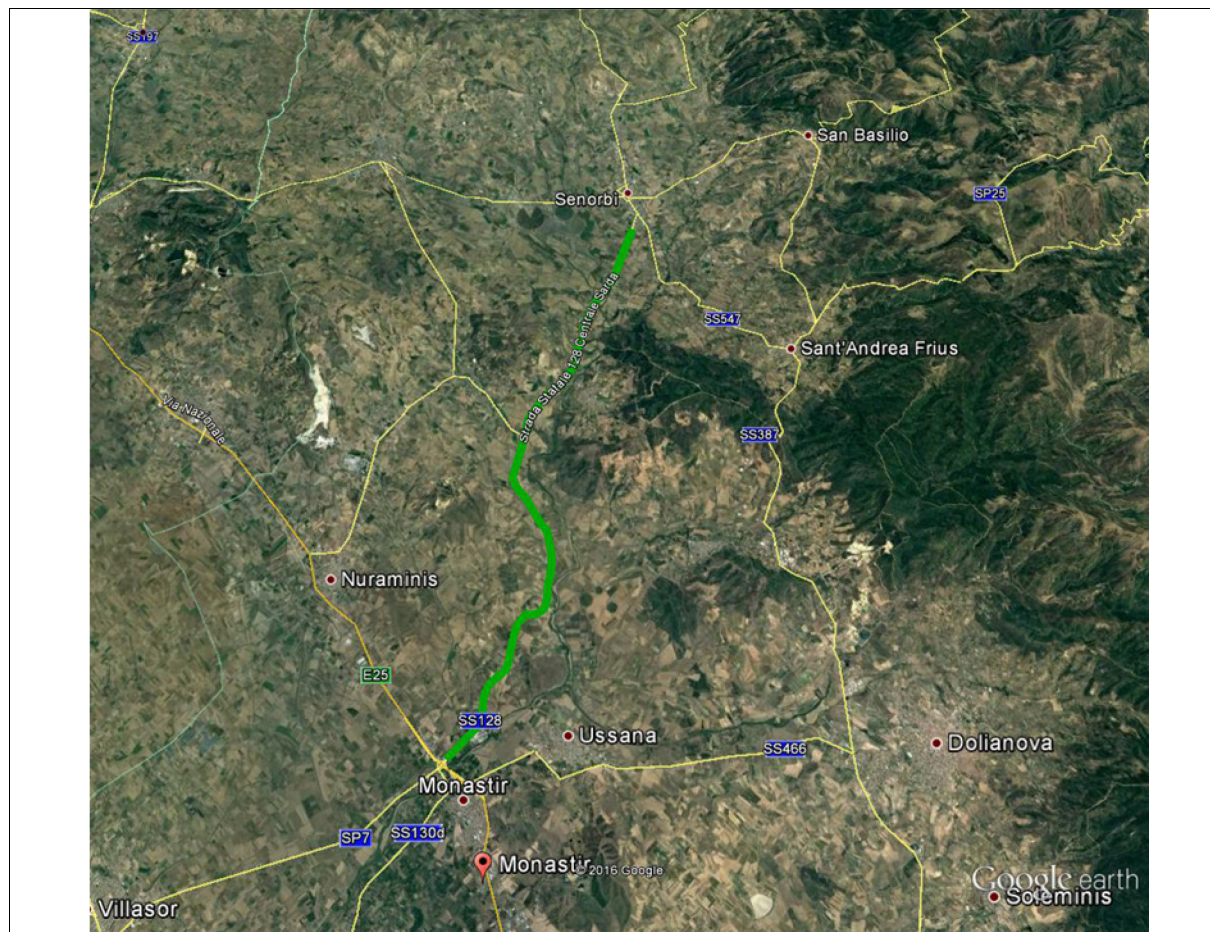 SS197
San Basilio
SP25
Senorbì
Strada Statale 128 Centrale Sarda
SS547
Sant'Andrea Frius
Via Nazionale
SS387
Nuraminis
E25
SS128
Ussana
SS466
Dolianova
Monastir
SP7
SS130d
Monastir
© 2016 Google
Google earth
Villasor
Soleminis